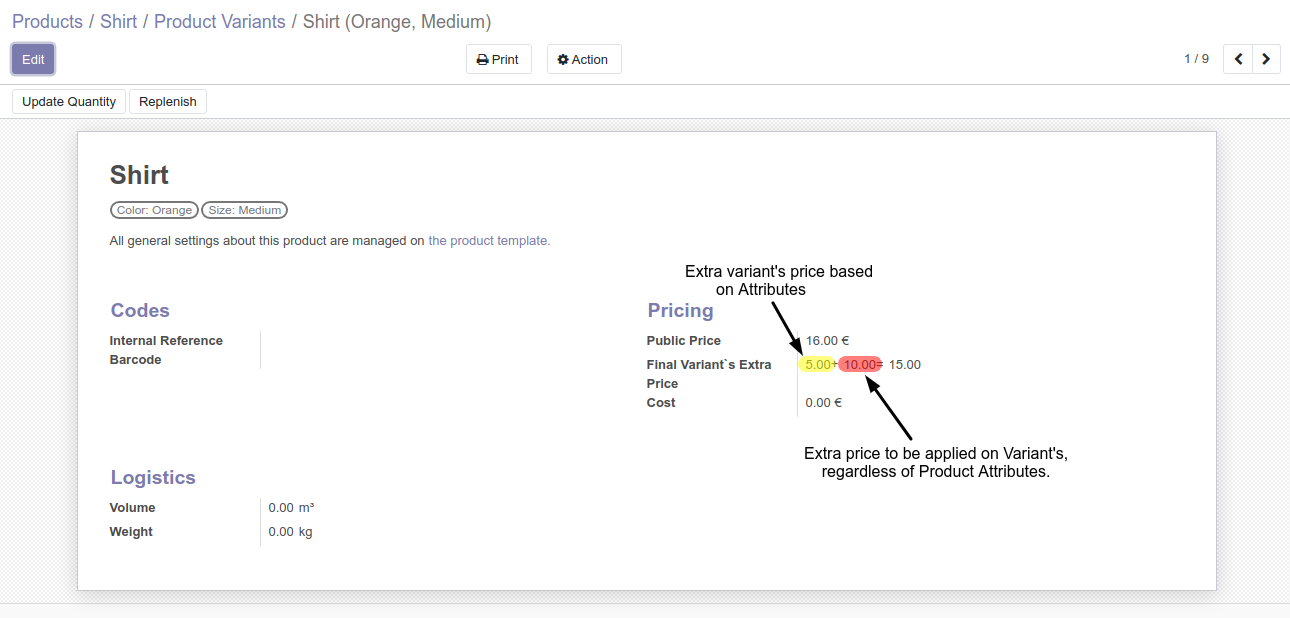 Products / Shirt / Product Variants / Shirt (Orange, Medium)
Edit
Print
Action
1 / 9
Update Quantity
Replenish
Shirt
Color: Orange
Size: Medium
All general settings about this product are managed on the product template.
Extra variant's price based
on Attributes
Codes
Internal Reference
Barcode
Pricing
Public Price
16.00 €
Final Variant`s Extra
Price
5.00+ 10.00= 15.00
Cost
0.00 €
Extra price to be applied on Variant's,
regardless of Product Attributes.
Logistics
Volume
0.00 m³
Weight
0.00 kg